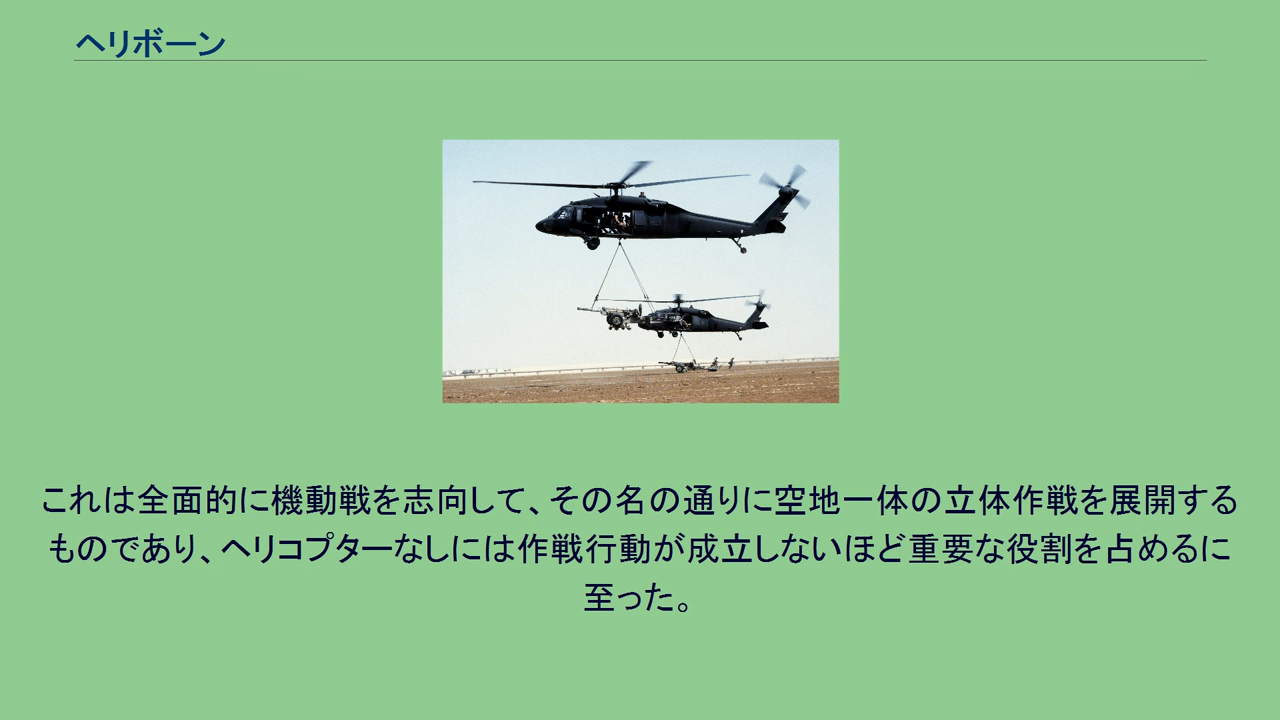 ヘリボーン
これは全面的に機動戦を志向して、その名の通りに空地一体の立体作戦を展開する
ものであり、ヘリコプターなしには作戦行動が成立しないほど重要な役割を占めるに
至った。